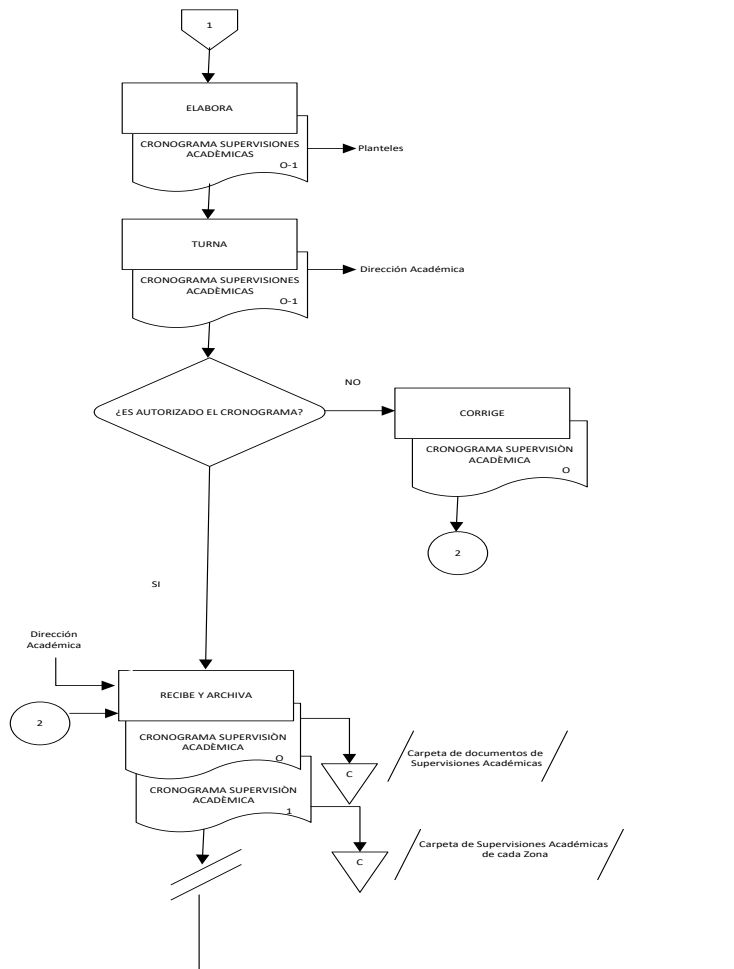 1
ELABORA
CRONOGRAMA SUPERVISIONES
ACADÈMICAS
O-1
Planteles
TURNA
CRONOGRAMA SUPERVISIONES
ACADÈMICAS
O-1
Dirección Académica
¿ES AUTORIZADO EL CRONOGRAMA?
NO
CORRIGE
CRONOGRAMA SUPERVISIÒN
ACADÈMICA
O
2
SI
Dirección
Académica
2
RECIBE Y ARCHIVA
CRONOGRAMA SUPERVISIÒN
ACADÈMICA
O
C
Carpeta de documentos de
Supervisiones Académicas
CRONOGRAMA SUPERVISIÒN
ACADÈMICA
1
C
Carpeta de Supervisiones Académicas
de cada Zona